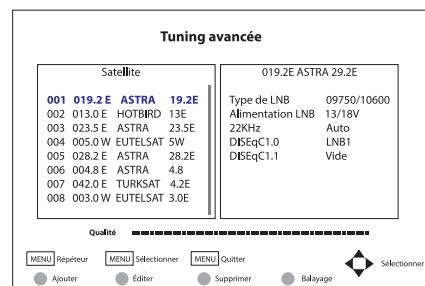 Tuning avancée
Satellite
001 019.2 E ASTRA 19.2E
002 013.0 E HOTBIRD 13E
003 023.5 E ASTRA 23.5E
004 005.0 W EUTELSAT 5W
005 028.2 E ASTRA 28.2E
006 004.8 E ASTRA 4.8
007 042.0 E TURKSAT 4.2E
008 003.0 W EUTELSAT 3.0E
019.2E ASTRA 29.2E
Type de LNB 09750/10600
Alimentation LNB 13/18V
22KHz Auto
DISEqC1.0 LNB1
DISEqC1.1 Vide
Qualité
MENU Répéteur MENU Sélectionner MENU Quitter Sélectionner
Ajouter Éditer Supprimer Balayage